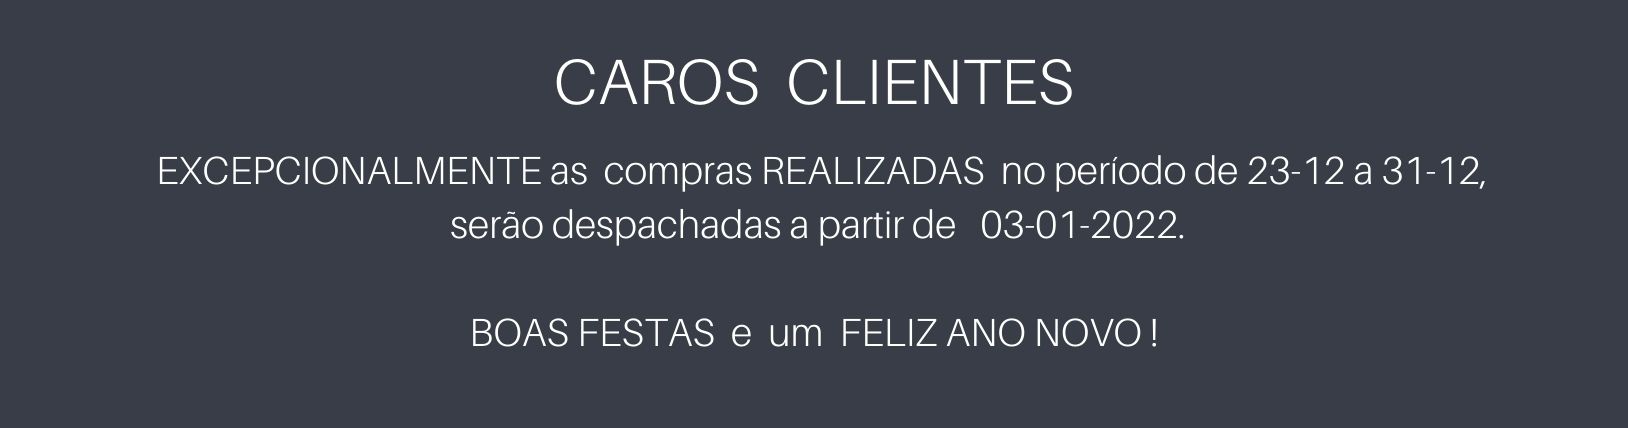 CAROS CLIENTES
EXCEPCIONALMENTE as compras REALIZADAS no período de 23-12 a 31-12,
serão despachadas a partir de 03-01-2022.
BOAS FESTAS e um FELIZ ANO NOVO !